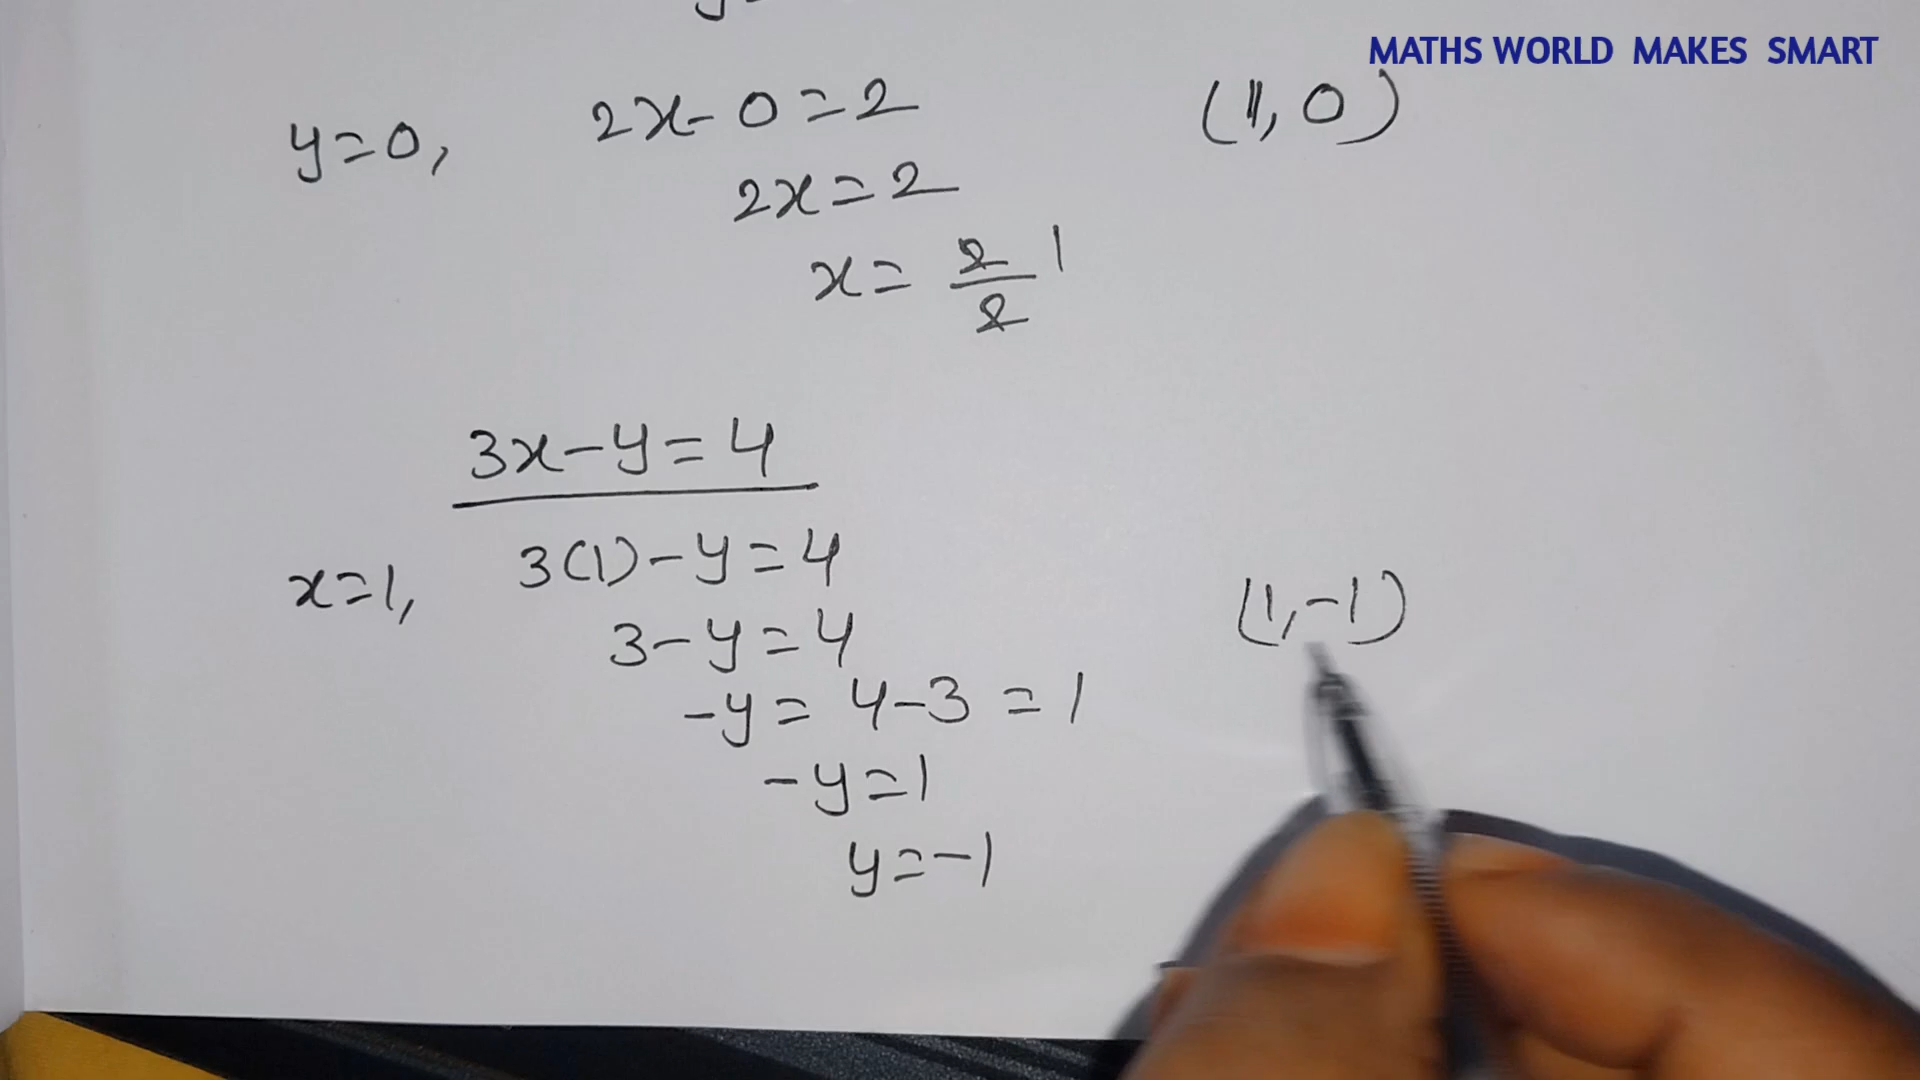 MATHS WORLD MAKES SMART
y=0, 2x-0=2 (1,0)
2x=2
x=2/2 1
3x-y=4
x=1, 3(1)-y=4 (1,-1)
3-y=4
-y=4-3=1
-y=1
y=-1